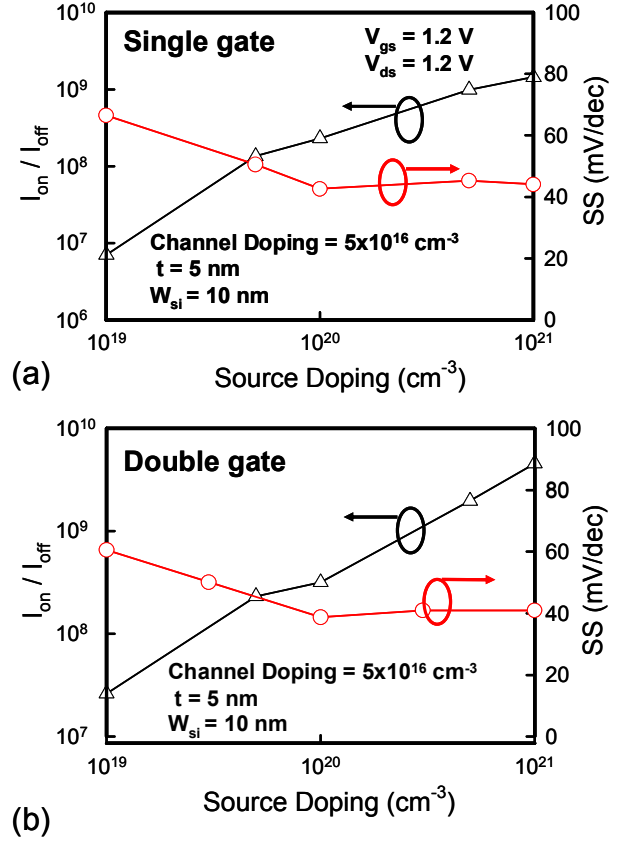 Single gate
V_gs = 1.2 V
V_ds = 1.2 V
10^10
10^9
10^8
10^7
10^6
I_on / I_off
100
80
60
40
20
0
SS (mV/dec)
Channel Doping = 5x10^16 cm^-3
t = 5 nm
W_si = 10 nm
10^19
10^20
10^21
(a)
Source Doping (cm^-3)
Double gate
10^10
10^9
10^8
10^7
I_on / I_off
100
80
60
40
20
0
SS (mV/dec)
Channel Doping = 5x10^16 cm^-3
t = 5 nm
W_si = 10 nm
10^19
10^20
10^21
Source Doping (cm^-3)
(b)